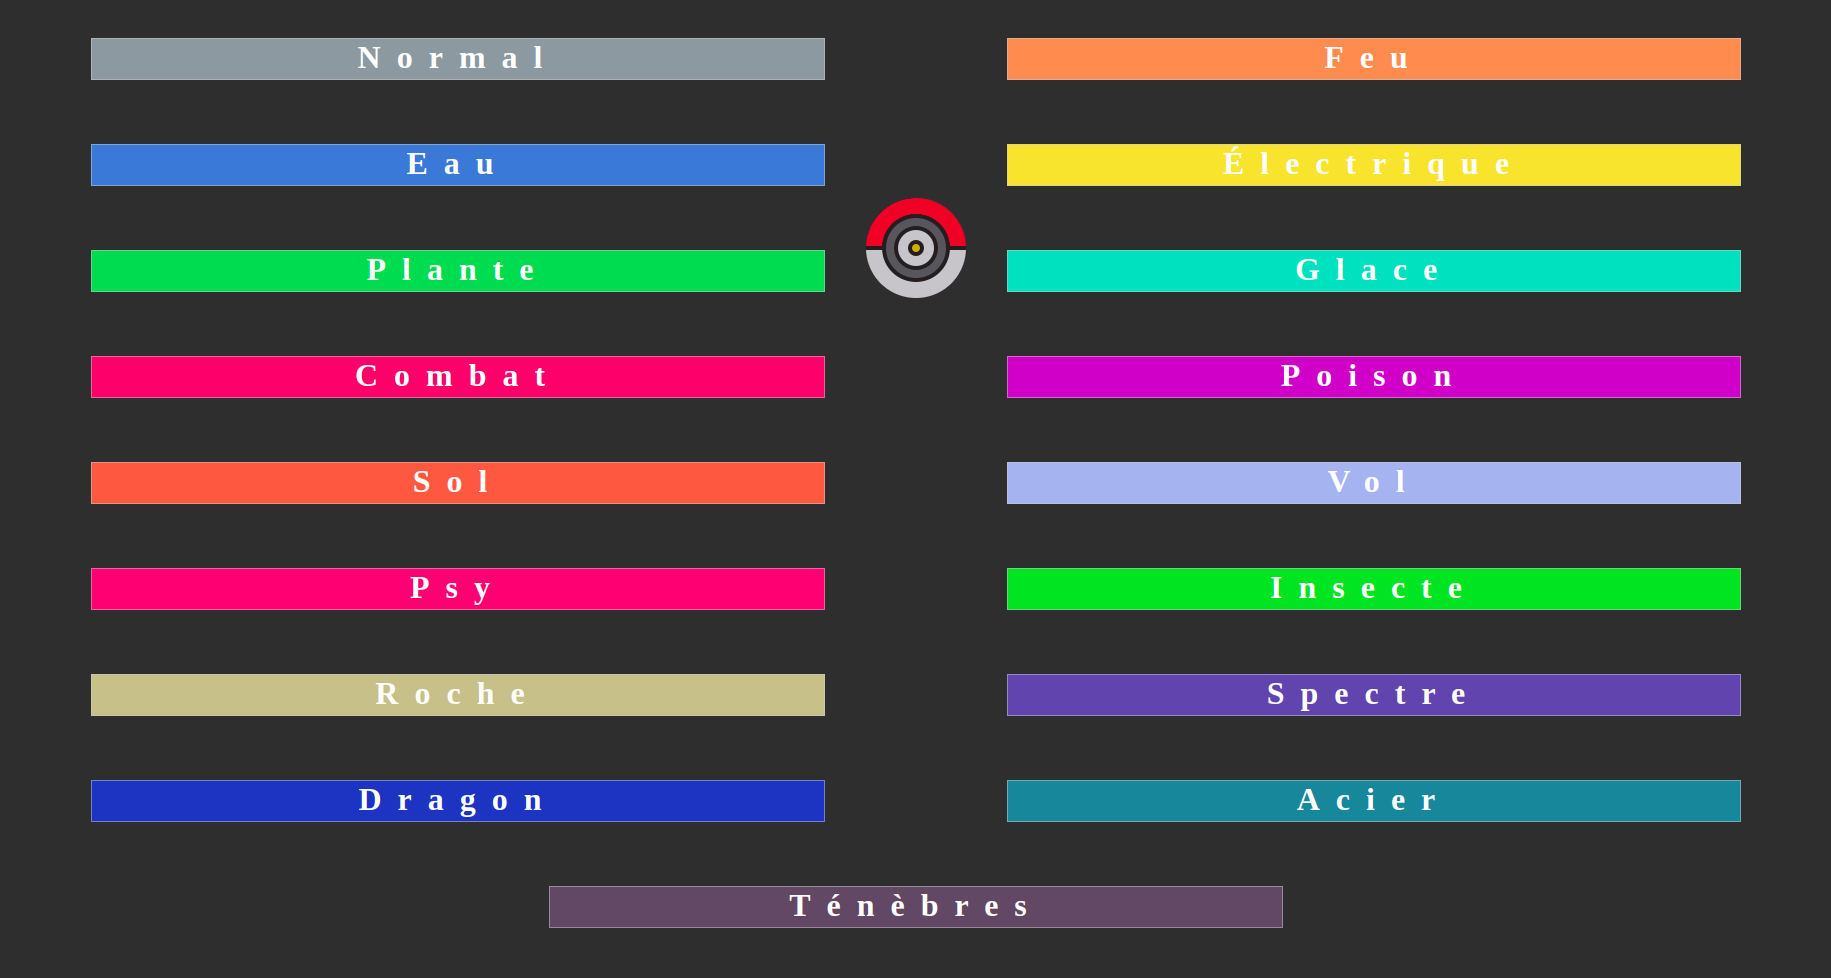 Normal
Feu
Eau
Électrique
Plante
Glace
Combat
Poison
Sol
Vol
Psy
Insecte
Roche
Spectre
Dragon
Acier
Ténèbres